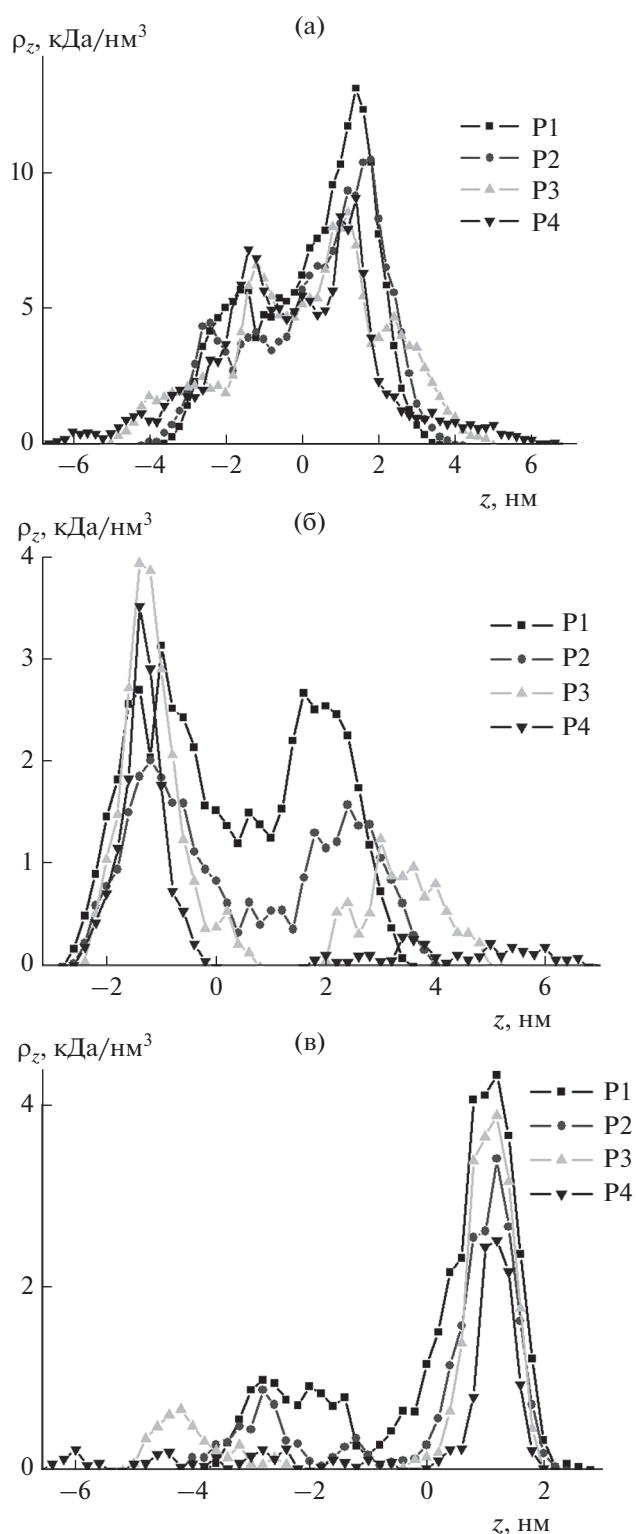 (а)
ρz, кДа/нм³
P1
P2
P3
P4
10
5
0
−6 −4 −2 0 2 4 6
z, нм
(б)
ρz, кДа/нм³
4
P1
P2
P3
P4
3
2
1
0
−2 0 2 4 6
z, нм
(в)
ρz, кДа/нм³
P1
P2
P3
P4
4
2
0
−6 −4 −2 0 2
z, нм